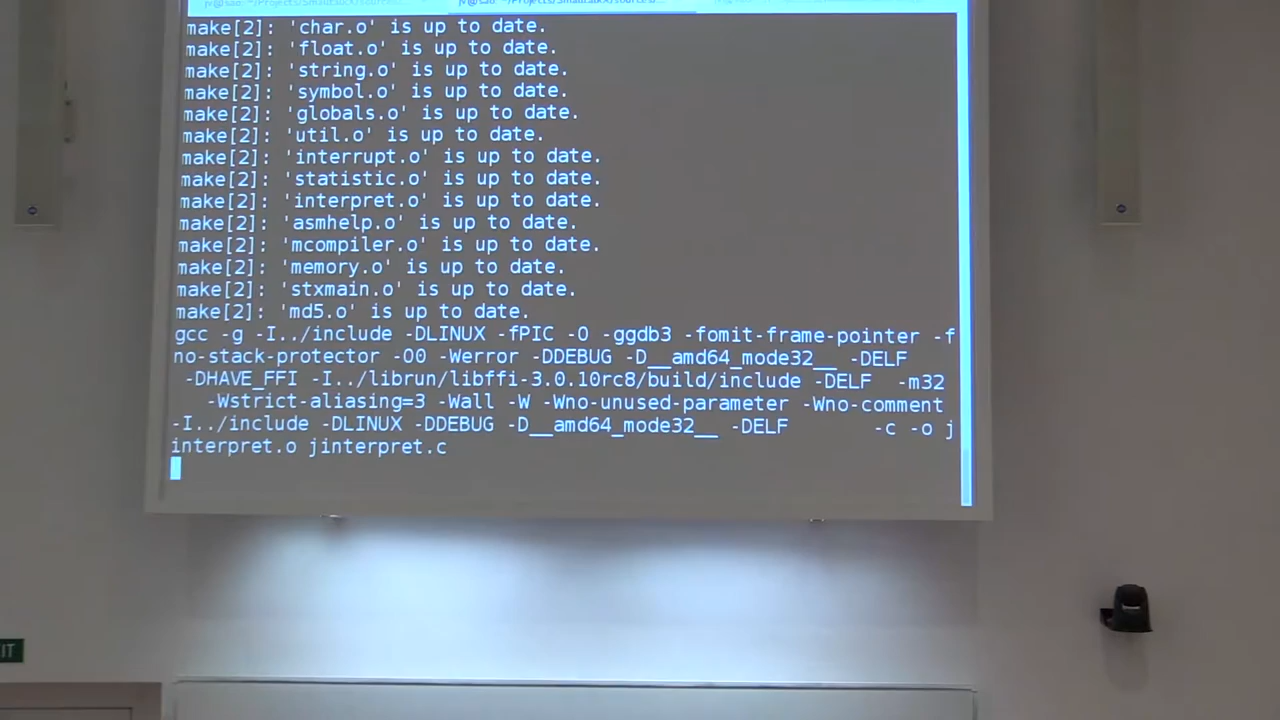 make[2]: 'char.o' is up to date.
make[2]: 'float.o' is up to date.
make[2]: 'string.o' is up to date.
make[2]: 'symbol.o' is up to date.
make[2]: 'globals.o' is up to date.
make[2]: 'util.o' is up to date.
make[2]: 'interrupt.o' is up to date.
make[2]: 'statistic.o' is up to date.
make[2]: 'interpret.o' is up to date.
make[2]: 'asmhelp.o' is up to date.
make[2]: 'mcompiler.o' is up to date.
make[2]: 'memory.o' is up to date.
make[2]: 'stxmain.o' is up to date.
make[2]: 'md5.o' is up to date.
gcc -g -I../include -DLINUX -fPIC -O -ggdb3 -fomit-frame-pointer -f
no-stack-protector -O0 -Werror -DDEBUG -D__amd64_mode32__ -DELF
-DHAVE_FFI -I../librun/libffi-3.0.10rc8/build/include -DELF -m32
-Wstrict-aliasing=3 -Wall -W -Wno-unused-parameter -Wno-comment
-I../include -DLINUX -DDEBUG -D__amd64_mode32__ -DELF -c -o j
interpret.o jinterpret.c
IT